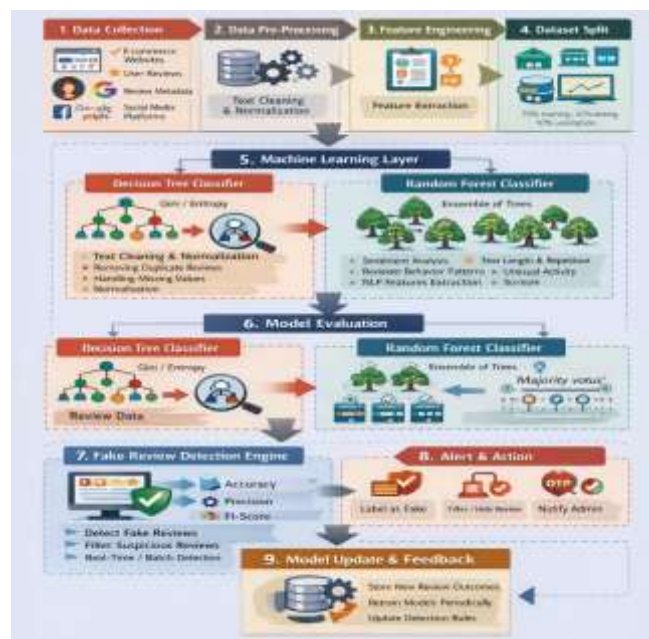 1. Data Collection
E-commerce
Websites
User Reviews
Review Metadata
Social Media
Platforms
2. Data Pre-Processing
Text Cleaning
& Normalization
3. Feature Engineering
Feature Extraction
4. Dataset Split
5. Machine Learning Layer
Decision Tree Classifier
Gini / Entropy
Text Cleaning & Normalization
Removing Duplicate Reviews
Handling Missing Values
Normalisation
Random Forest Classifier
Ensemble of Trees
Sentiment Analysis
Text Length & Repetition
Reviewer Behavior Patterns
Unusual Activity
NLP Features Extraction
6. Model Evaluation
Decision Tree Classifier
Gini / Entropy
Review Data
Random Forest Classifier
Ensemble of Trees
"Majority votus"
7. Fake Review Detection Engine
Accuracy
Precision
F1-Score
Detect Fake Reviews
Filter Suspicious Reviews
Real-Time / Batch Detection
8. Alert & Action
Label as Fake
Filter / Hide Review
OTP
Notify Admin
9. Model Update & Feedback
Store New Review Outcomes
Retrain Models Periodically
Update Detection Rules